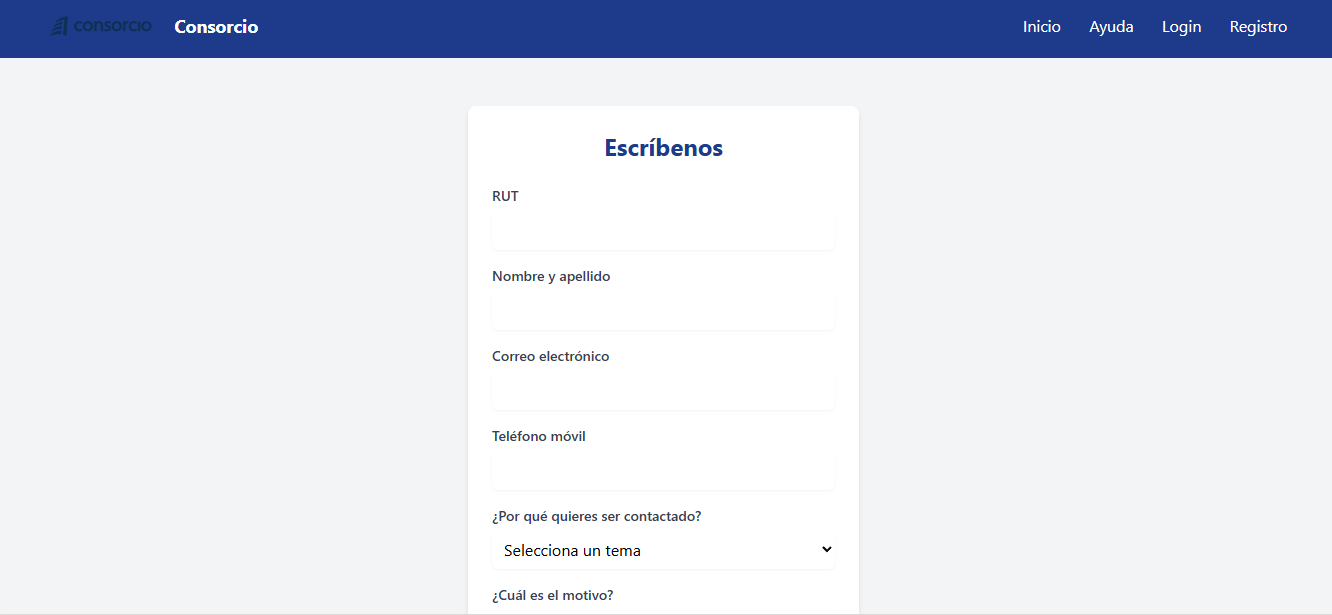 consorcio Consorcio Inicio Ayuda Login Registro
Escríbenos
RUT
Nombre y apellido
Correo electrónico
Teléfono móvil
¿Por qué quieres ser contactado?
Selecciona un tema
¿Cuál es el motivo?